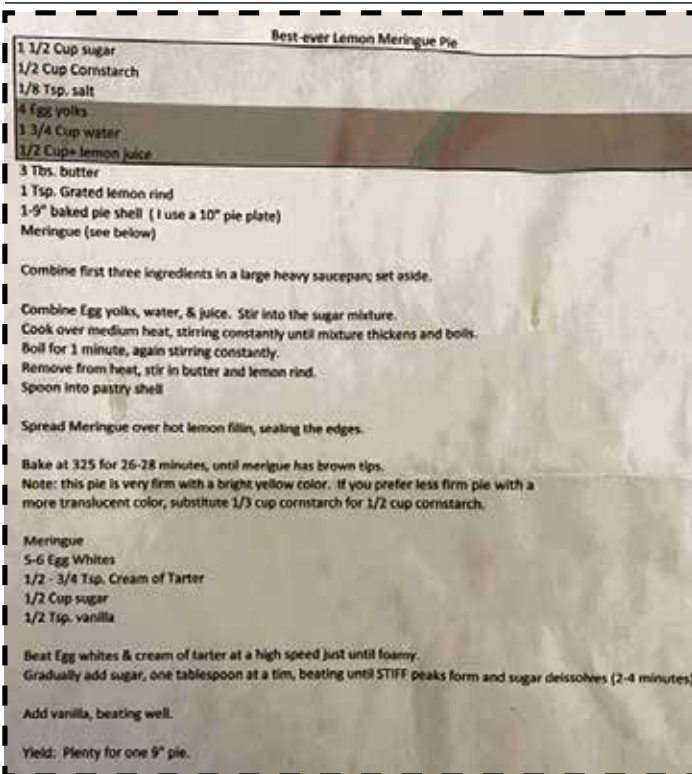 Best-ever Lemon Meringue Pie
1 1/2 Cup sugar
1/2 Cup Cornstarch
1/8 Tsp. salt
4 Egg yolks
1 3/4 Cup water
1/2 Cup+ lemon juice
3 Tbs. butter
1 Tsp. Grated lemon rind
1-9" baked pie shell ( I use a 10" pie plate)
Meringue (see below)
Combine first three ingredients in a large heavy saucepan; set aside.
Combine Egg yolks, water, & juice. Stir into the sugar mixture.
Cook over medium heat, stirring constantly until mixture thickens and boils.
Boil for 1 minute, again stirring constantly.
Remove from heat, stir in butter and lemon rind.
Spoon into pastry shell
Spread Meringue over hot lemon fillin, sealing the edges.
Bake at 325 for 26-28 minutes, until merigue has brown tips.
Note: this pie is very firm with a bright yellow color. If you prefer less firm pie with a
more translucent color, substitute 1/3 cup cornstarch for 1/2 cup cornstarch.
Meringue
5-6 Egg Whites
1/2 - 3/4 Tsp. Cream of Tarter
1/2 Cup sugar
1/2 Tsp. vanilla
Beat Egg whites & cream of tarter at a high speed just until foamy.
Gradually add sugar, one tablespoon at a tim, beating until STIFF peaks form and sugar deissolves (2-4 minutes)
Add vanilla, beating well.
Yield: Plenty for one 9" pie.